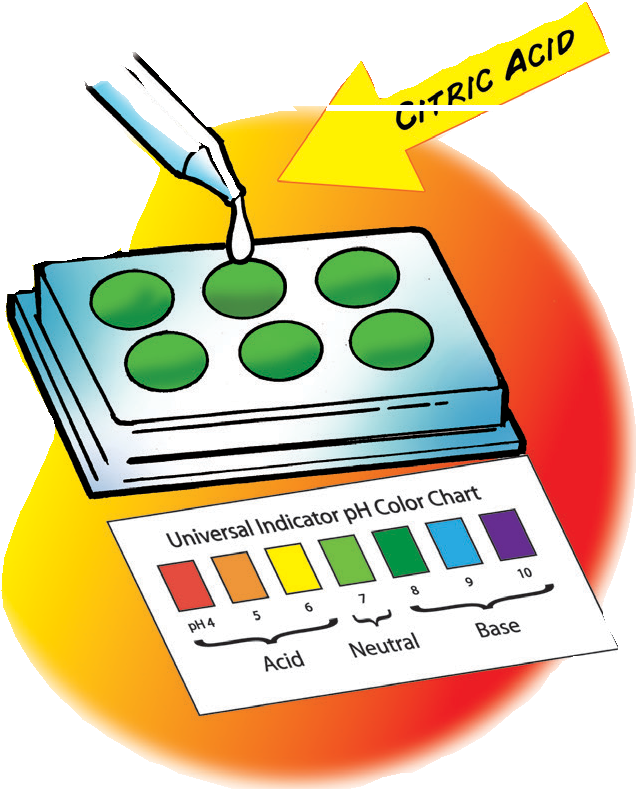 CITRIC ACID
Universal Indicator pH Color Chart
pH 4 5 6 7 8 9 10
Acid Neutral Base